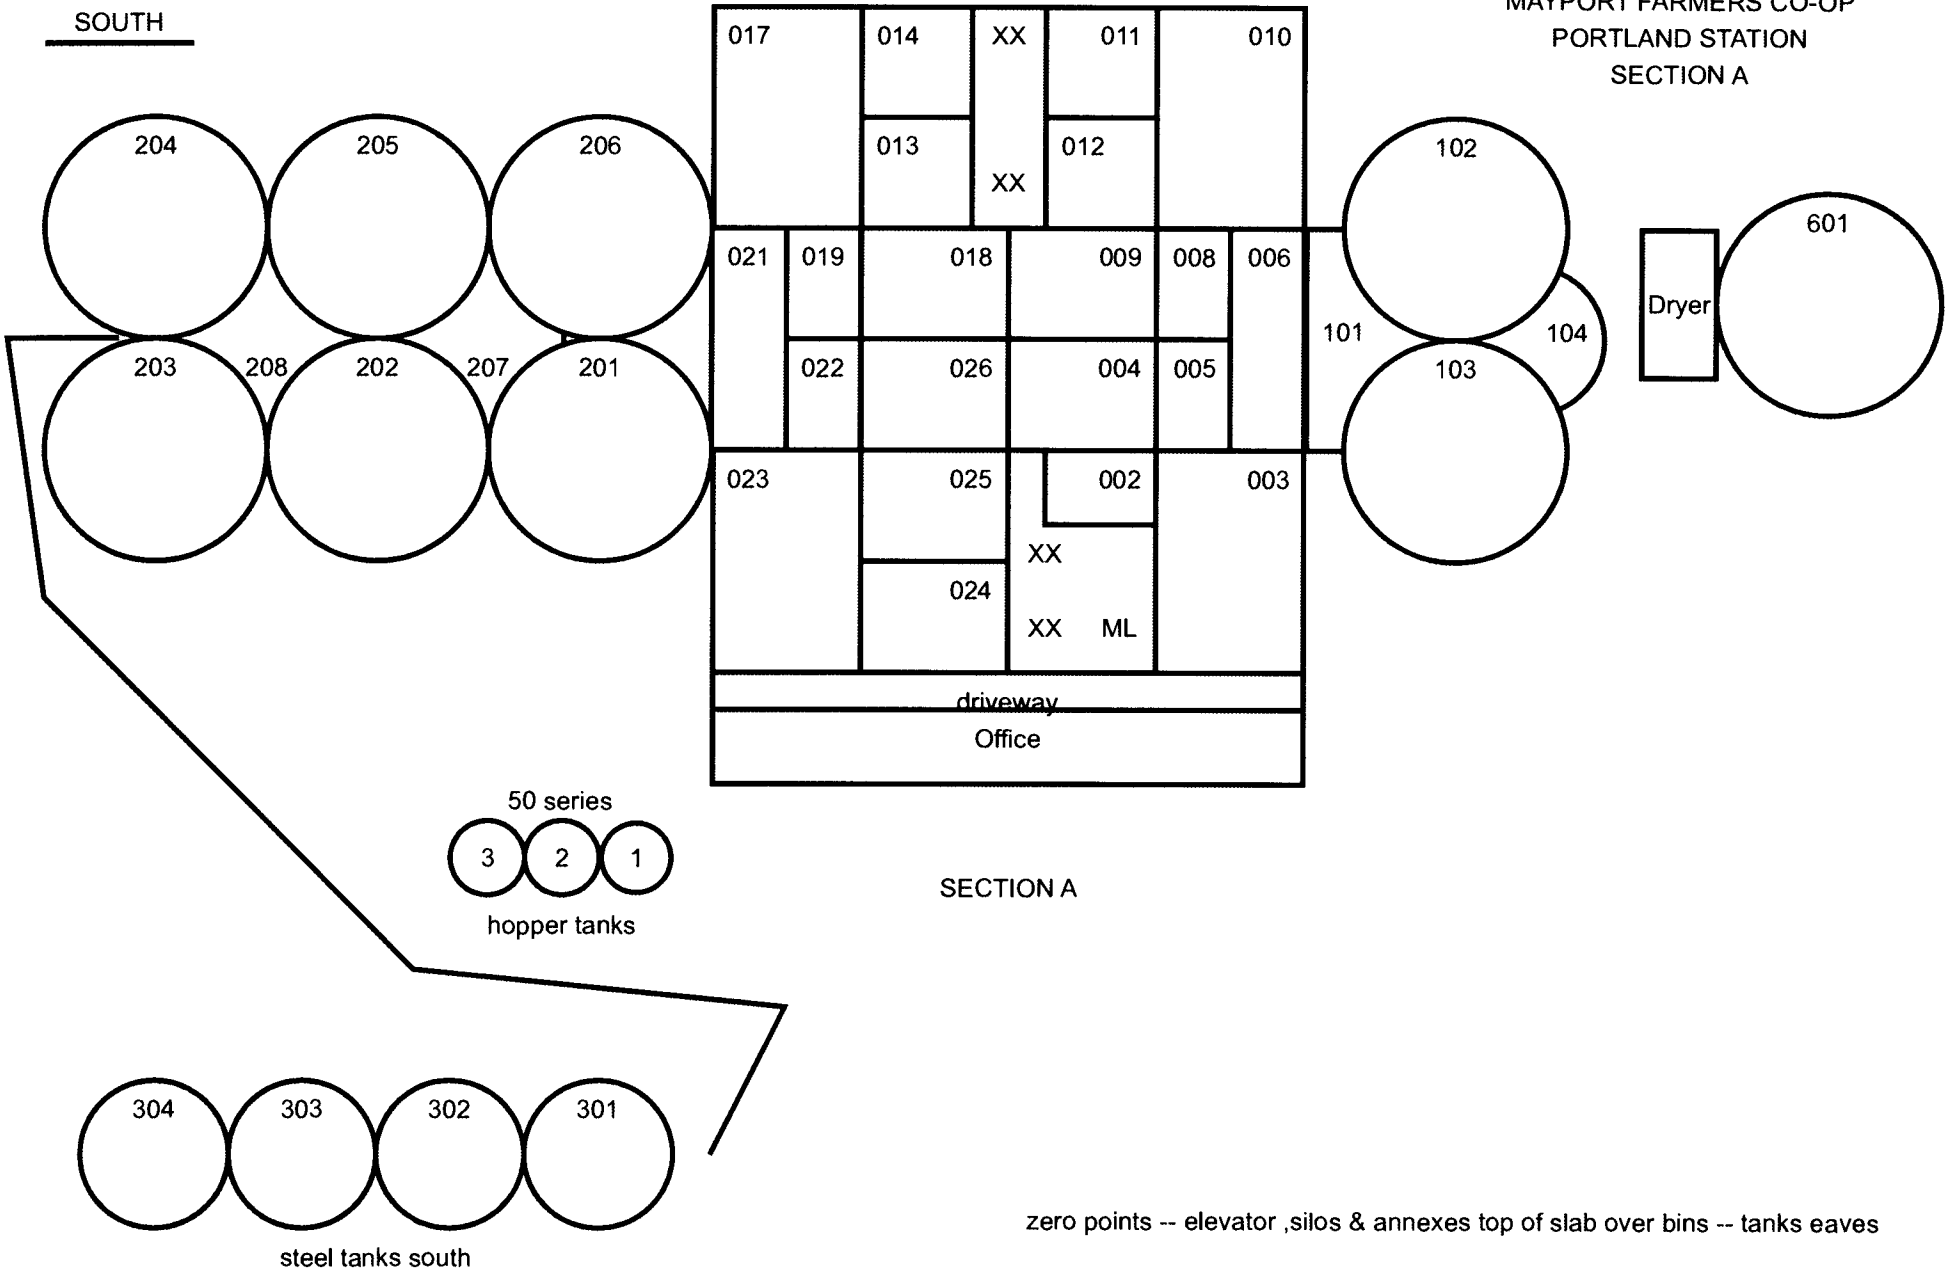 MAYPORT FARMERS CO-OP
SOUTH
PORTLAND STATION
SECTION A
017 014 XX 011 010
204 205 206 013 012 102
XX
601
021 019 018 009 008 006
Dryer
101 104
203 208 202 207 201 022 026 004 005 103
023 025 002 003
XX
024
XX ML
driveway
Office
50 series
3 2 1
SECTION A
hopper tanks
304 303 302 301
zero points -- elevator ,silos & annexes top of slab over bins -- tanks eaves
steel tanks south